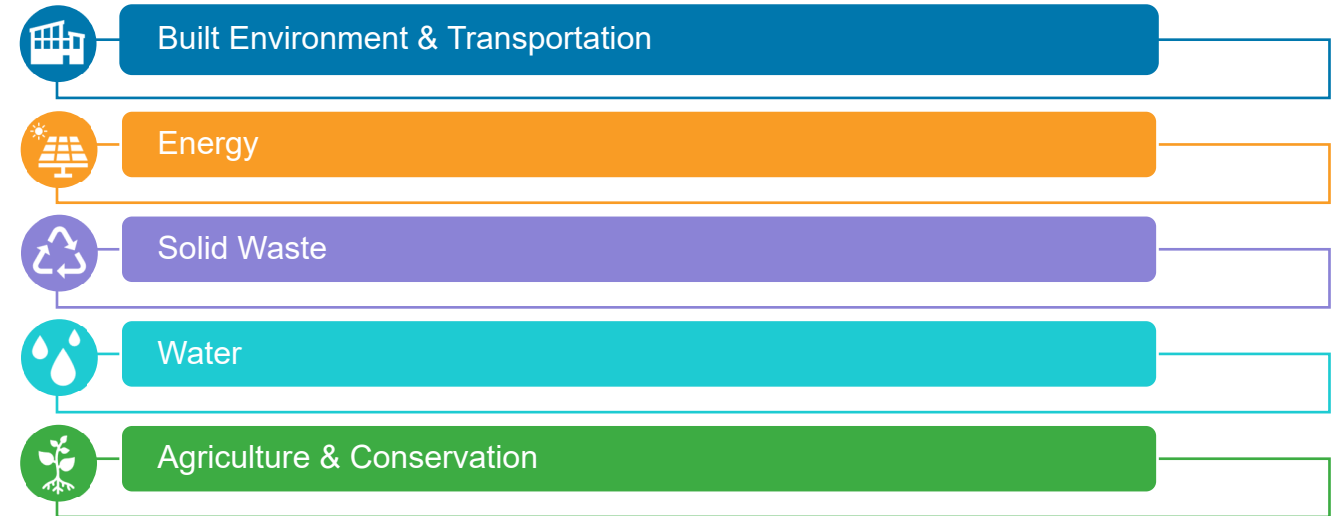 Built Environment & Transportation
Energy
Solid Waste
Water
Agriculture & Conservation